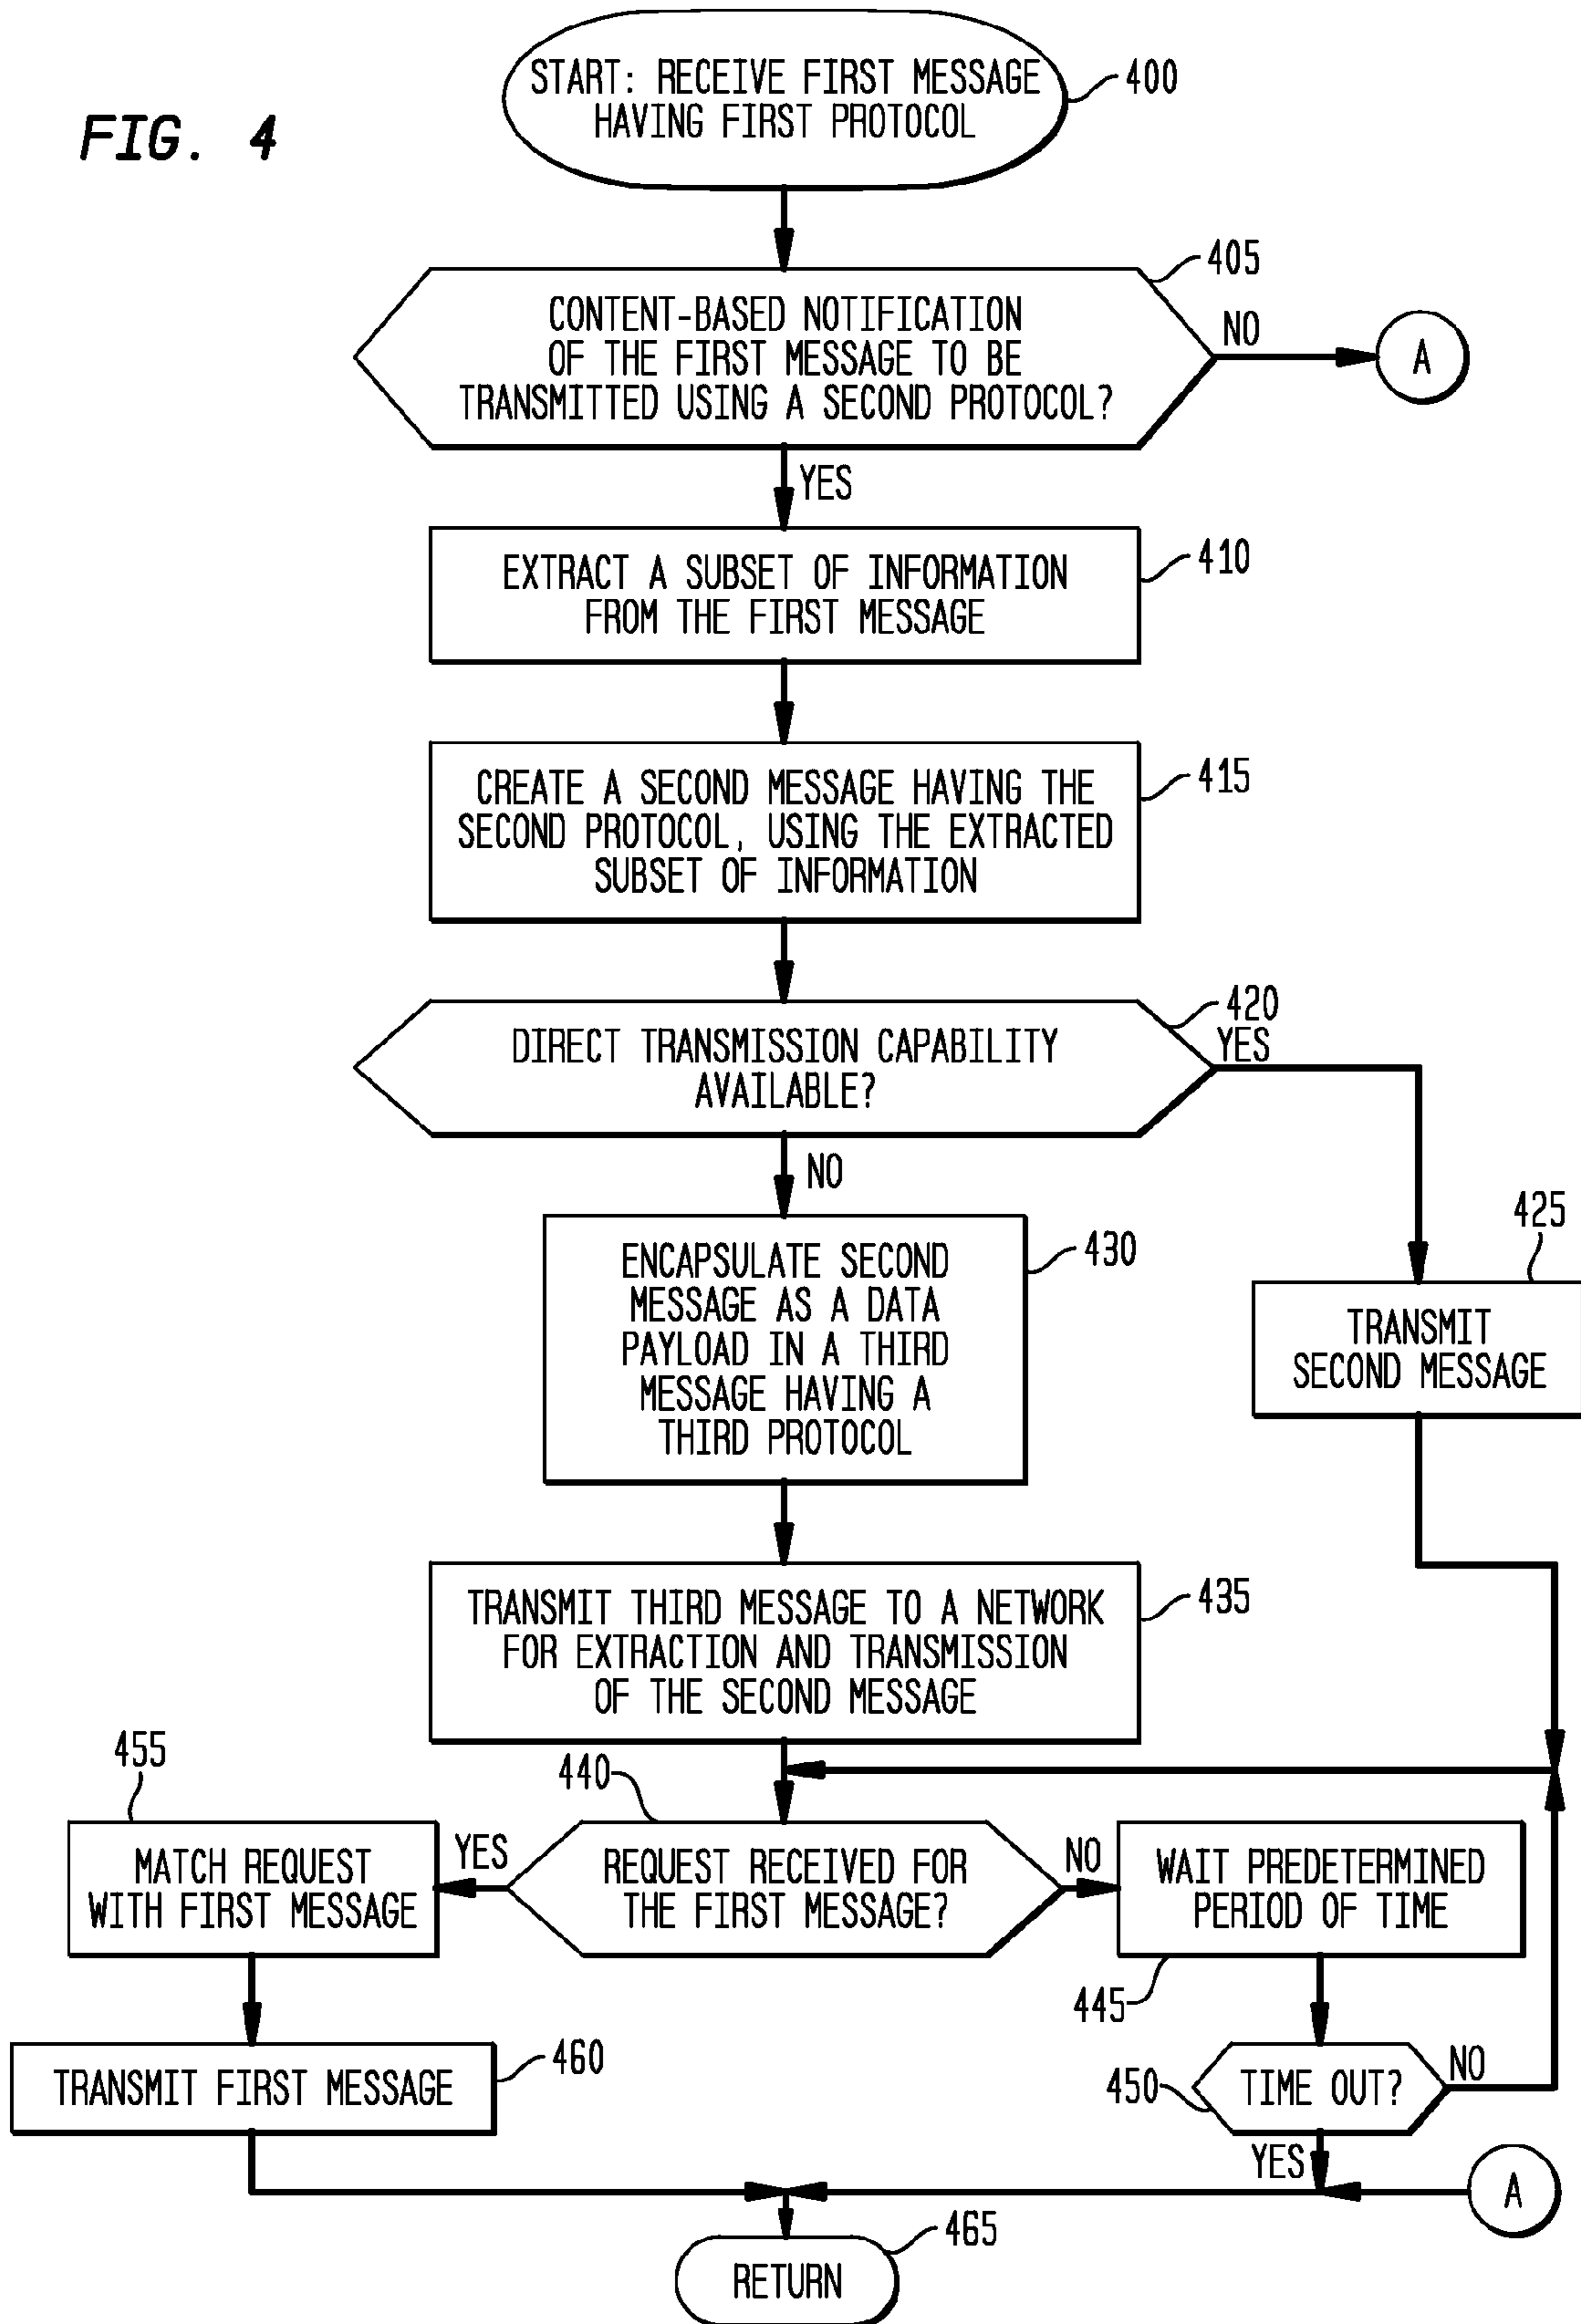 FIG. 4
START: RECEIVE FIRST MESSAGE
HAVING FIRST PROTOCOL
400
405
CONTENT-BASED NOTIFICATION
OF THE FIRST MESSAGE TO BE
TRANSMITTED USING A SECOND PROTOCOL?
NO
A
YES
EXTRACT A SUBSET OF INFORMATION
FROM THE FIRST MESSAGE
410
CREATE A SECOND MESSAGE HAVING THE
SECOND PROTOCOL, USING THE EXTRACTED
SUBSET OF INFORMATION
415
420
DIRECT TRANSMISSION CAPABILITY
AVAILABLE?
YES
NO
425
TRANSMIT
SECOND MESSAGE
ENCAPSULATE SECOND
MESSAGE AS A DATA
PAYLOAD IN A THIRD
MESSAGE HAVING A
THIRD PROTOCOL
430
TRANSMIT THIRD MESSAGE TO A NETWORK
FOR EXTRACTION AND TRANSMISSION
OF THE SECOND MESSAGE
435
455
440
MATCH REQUEST
WITH FIRST MESSAGE
YES
REQUEST RECEIVED FOR
THE FIRST MESSAGE?
NO
WAIT PREDETERMINED
PERIOD OF TIME
445
TRANSMIT FIRST MESSAGE
460
450
TIME OUT?
NO
YES
A
465
RETURN